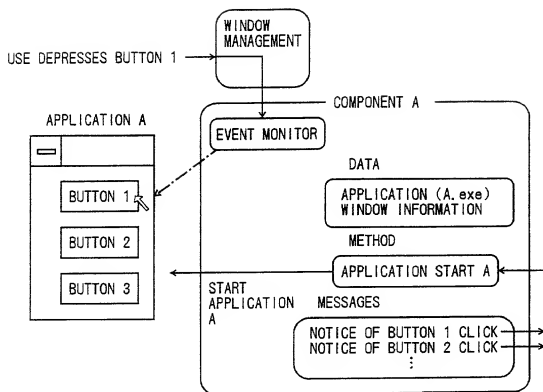 WINDOW
MANAGEMENT
USE DEPRESSES BUTTON 1
COMPONENT A
APPLICATION A
EVENT MONITOR
DATA
BUTTON 1
APPLICATION (A.exe)
WINDOW INFORMATION
BUTTON 2
METHOD
APPLICATION START A
BUTTON 3
START
APPLICATION
A
MESSAGES
NOTICE OF BUTTON 1 CLICK
NOTICE OF BUTTON 2 CLICK
⋮